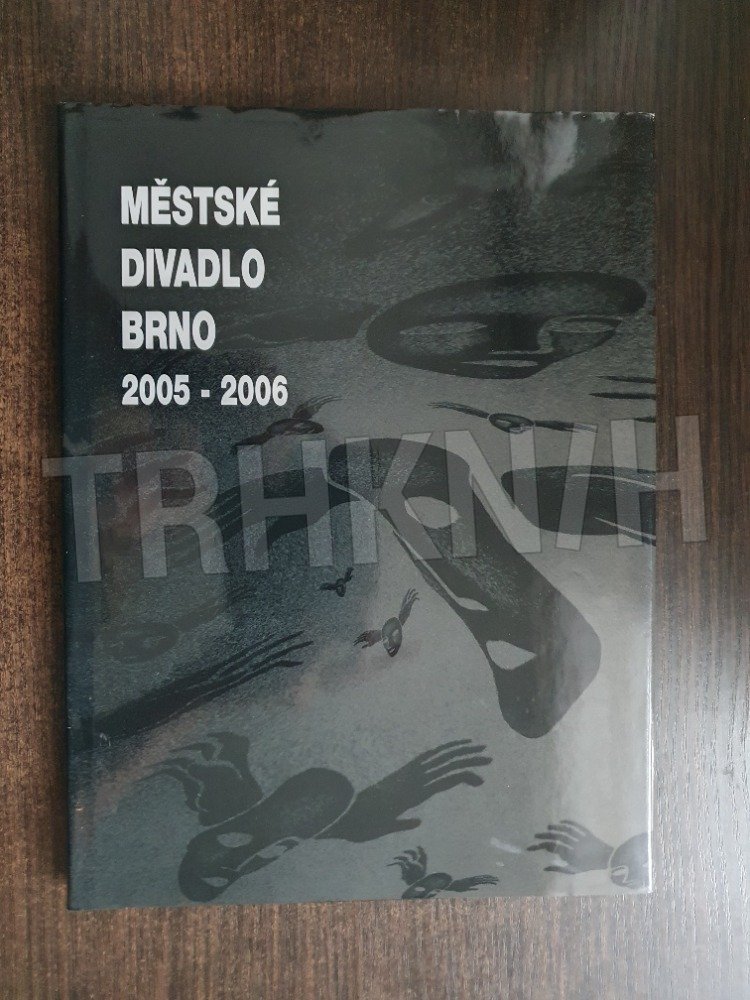 MĚSTSKÉ
DIVADLO
BRNO
2005 - 2006
TRHKNIH